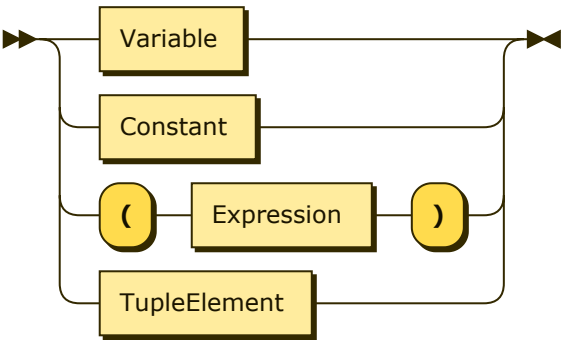 Variable
Constant
( Expression )
TupleElement